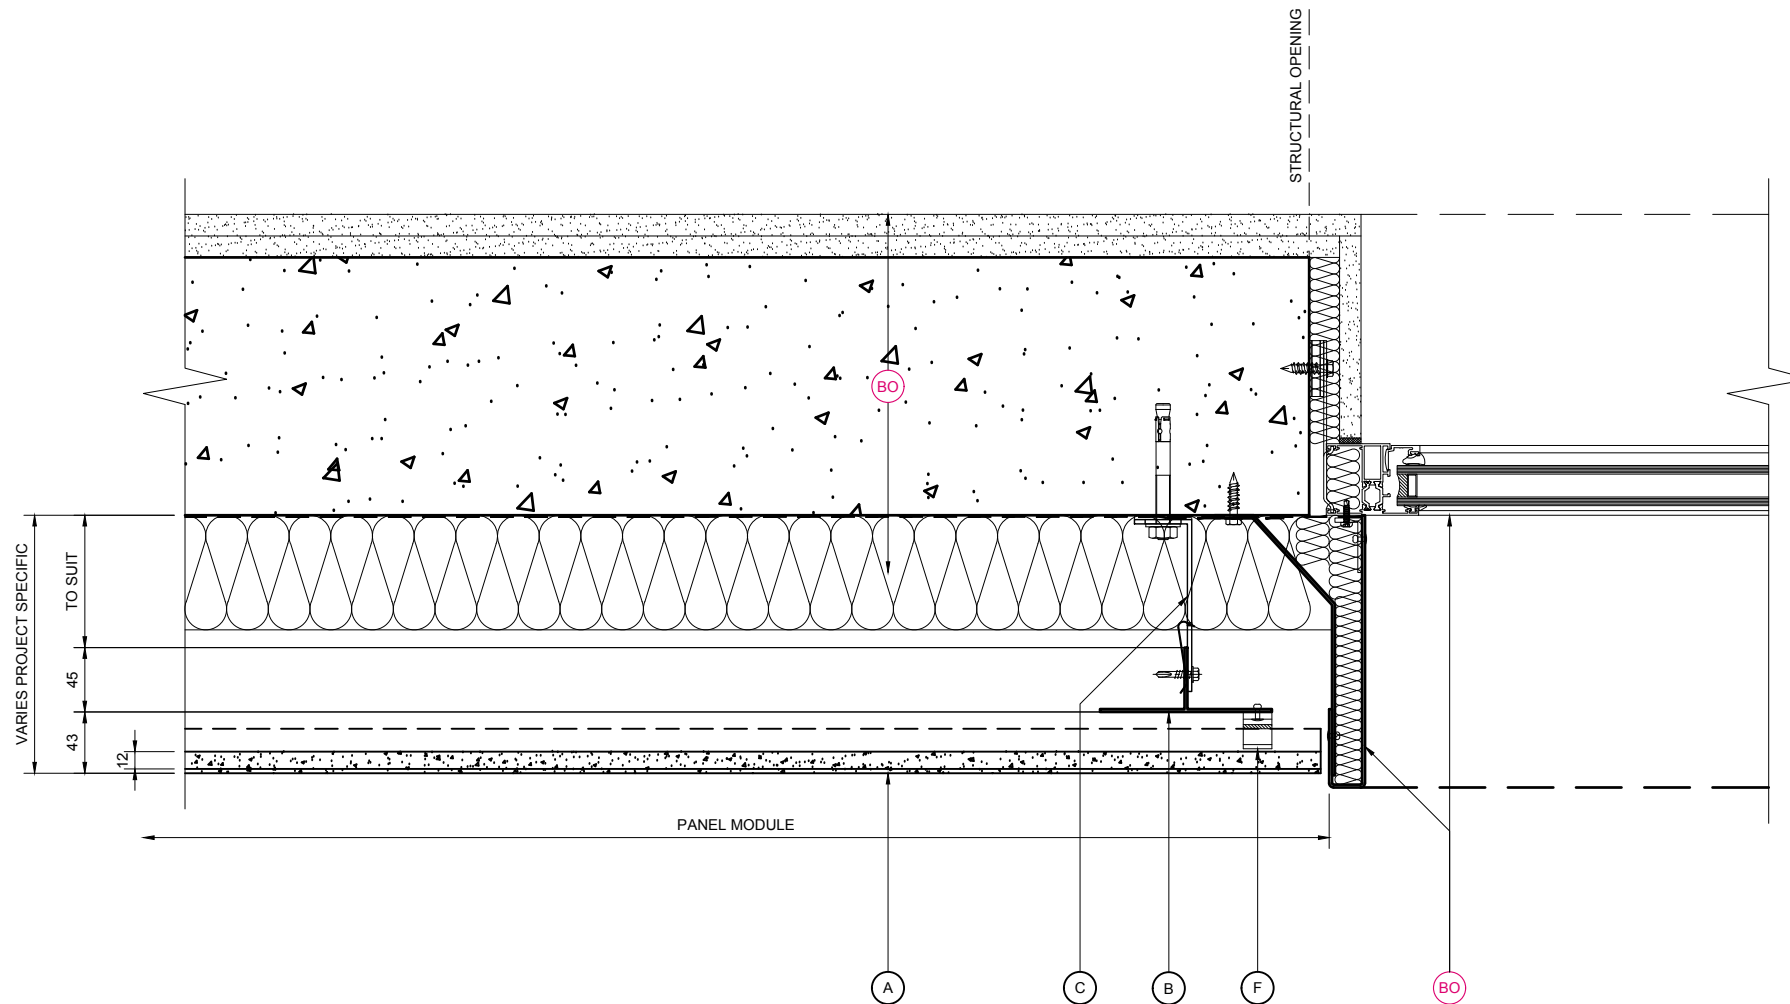 STRUCTURAL OPENING
BO
VARIES PROJECT SPECIFIC
TO SUIT
45
43
12
PANEL MODULE
A
C
B
F
BO